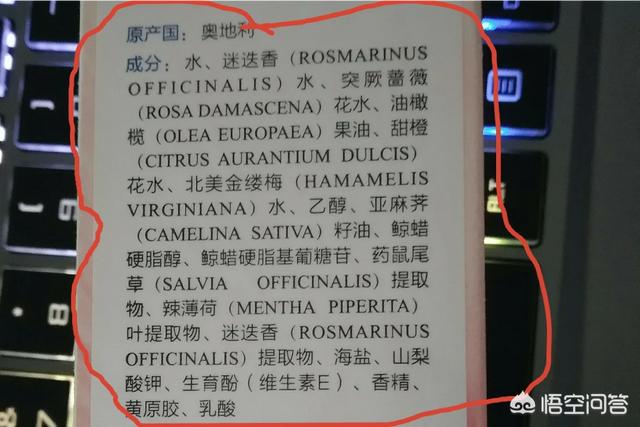 原产国：奥地利
成分：水、迷迭香（ROSMARINUS
OFFICINALIS）水、突厥蔷薇
（ROSA DAMASCENA）花水、油橄
榄（OLEA EUROPAEA）果油、甜橙
（CITRUS AURANTIUM DULCIS）
花水、北美金缕梅（HAMAMELIS
VIRGINIANA）水、乙醇、亚麻荠
（CAMELINA SATIVA）籽油、鲸蜡
硬脂醇、鲸蜡硬脂基葡糖苷、药鼠尾
草（SALVIA OFFICINALIS）提取
物、辣薄荷（MENTHA PIPERITA）
叶提取物、迷迭香（ROSMARINUS
OFFICINALIS）提取物、海盐、山梨
酸钾、生育酚（维生素E）、香精、
黄原胶、乳酸
悟空问答